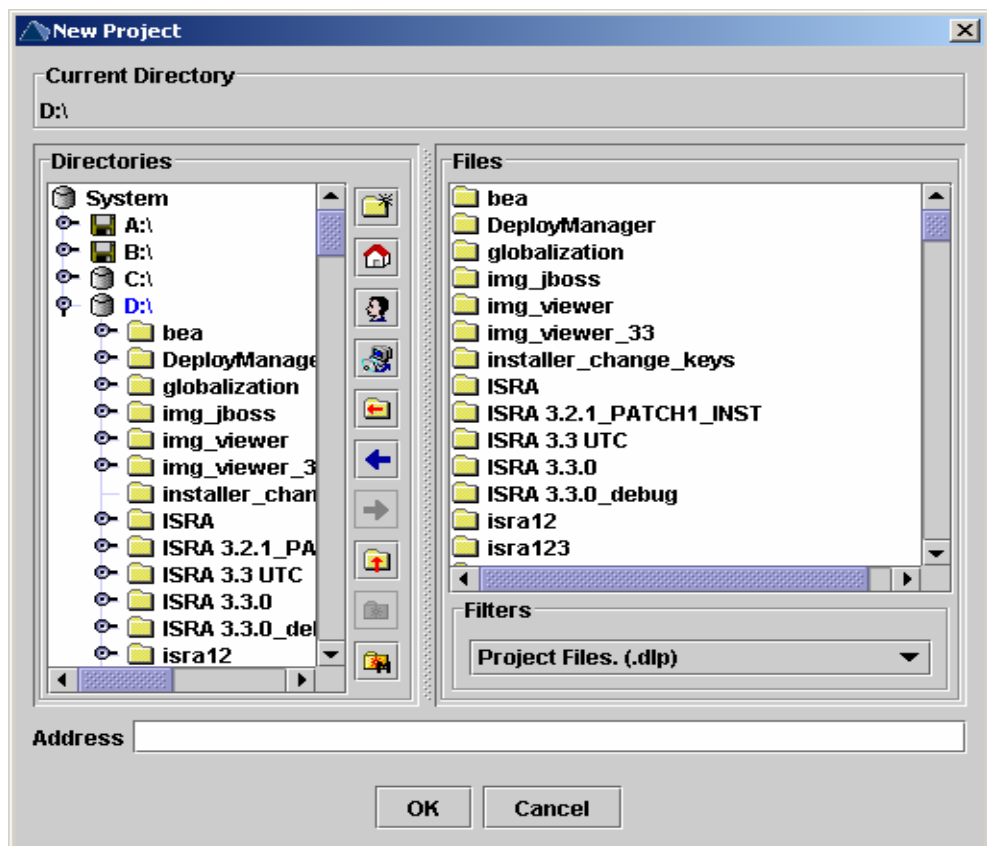 New Project
Current Directory
D:\
Directories
System
A:\
B:\
C:\
D:\
bea
DeployManage
globalization
img_jboss
img_viewer
img_viewer_3
installer_chan
ISRA
ISRA 3.2.1_PA
ISRA 3.3 UTC
ISRA 3.3.0
ISRA 3.3.0_del
isra12
Files
bea
DeployManager
globalization
img_jboss
img_viewer
img_viewer_33
installer_change_keys
ISRA
ISRA 3.2.1_PATCH1_INST
ISRA 3.3 UTC
ISRA 3.3.0
ISRA 3.3.0_debug
isra12
isra123
Filters
Project Files. (.dlp)
Address
OK
Cancel